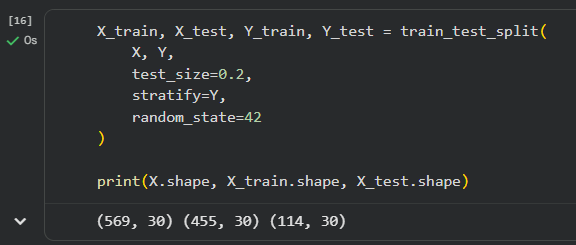 [16]
0s
X_train, X_test, Y_train, Y_test = train_test_split(
    X, Y,
    test_size=0.2,
    stratify=Y,
    random_state=42
)
print(X.shape, X_train.shape, X_test.shape)
(569, 30) (455, 30) (114, 30)